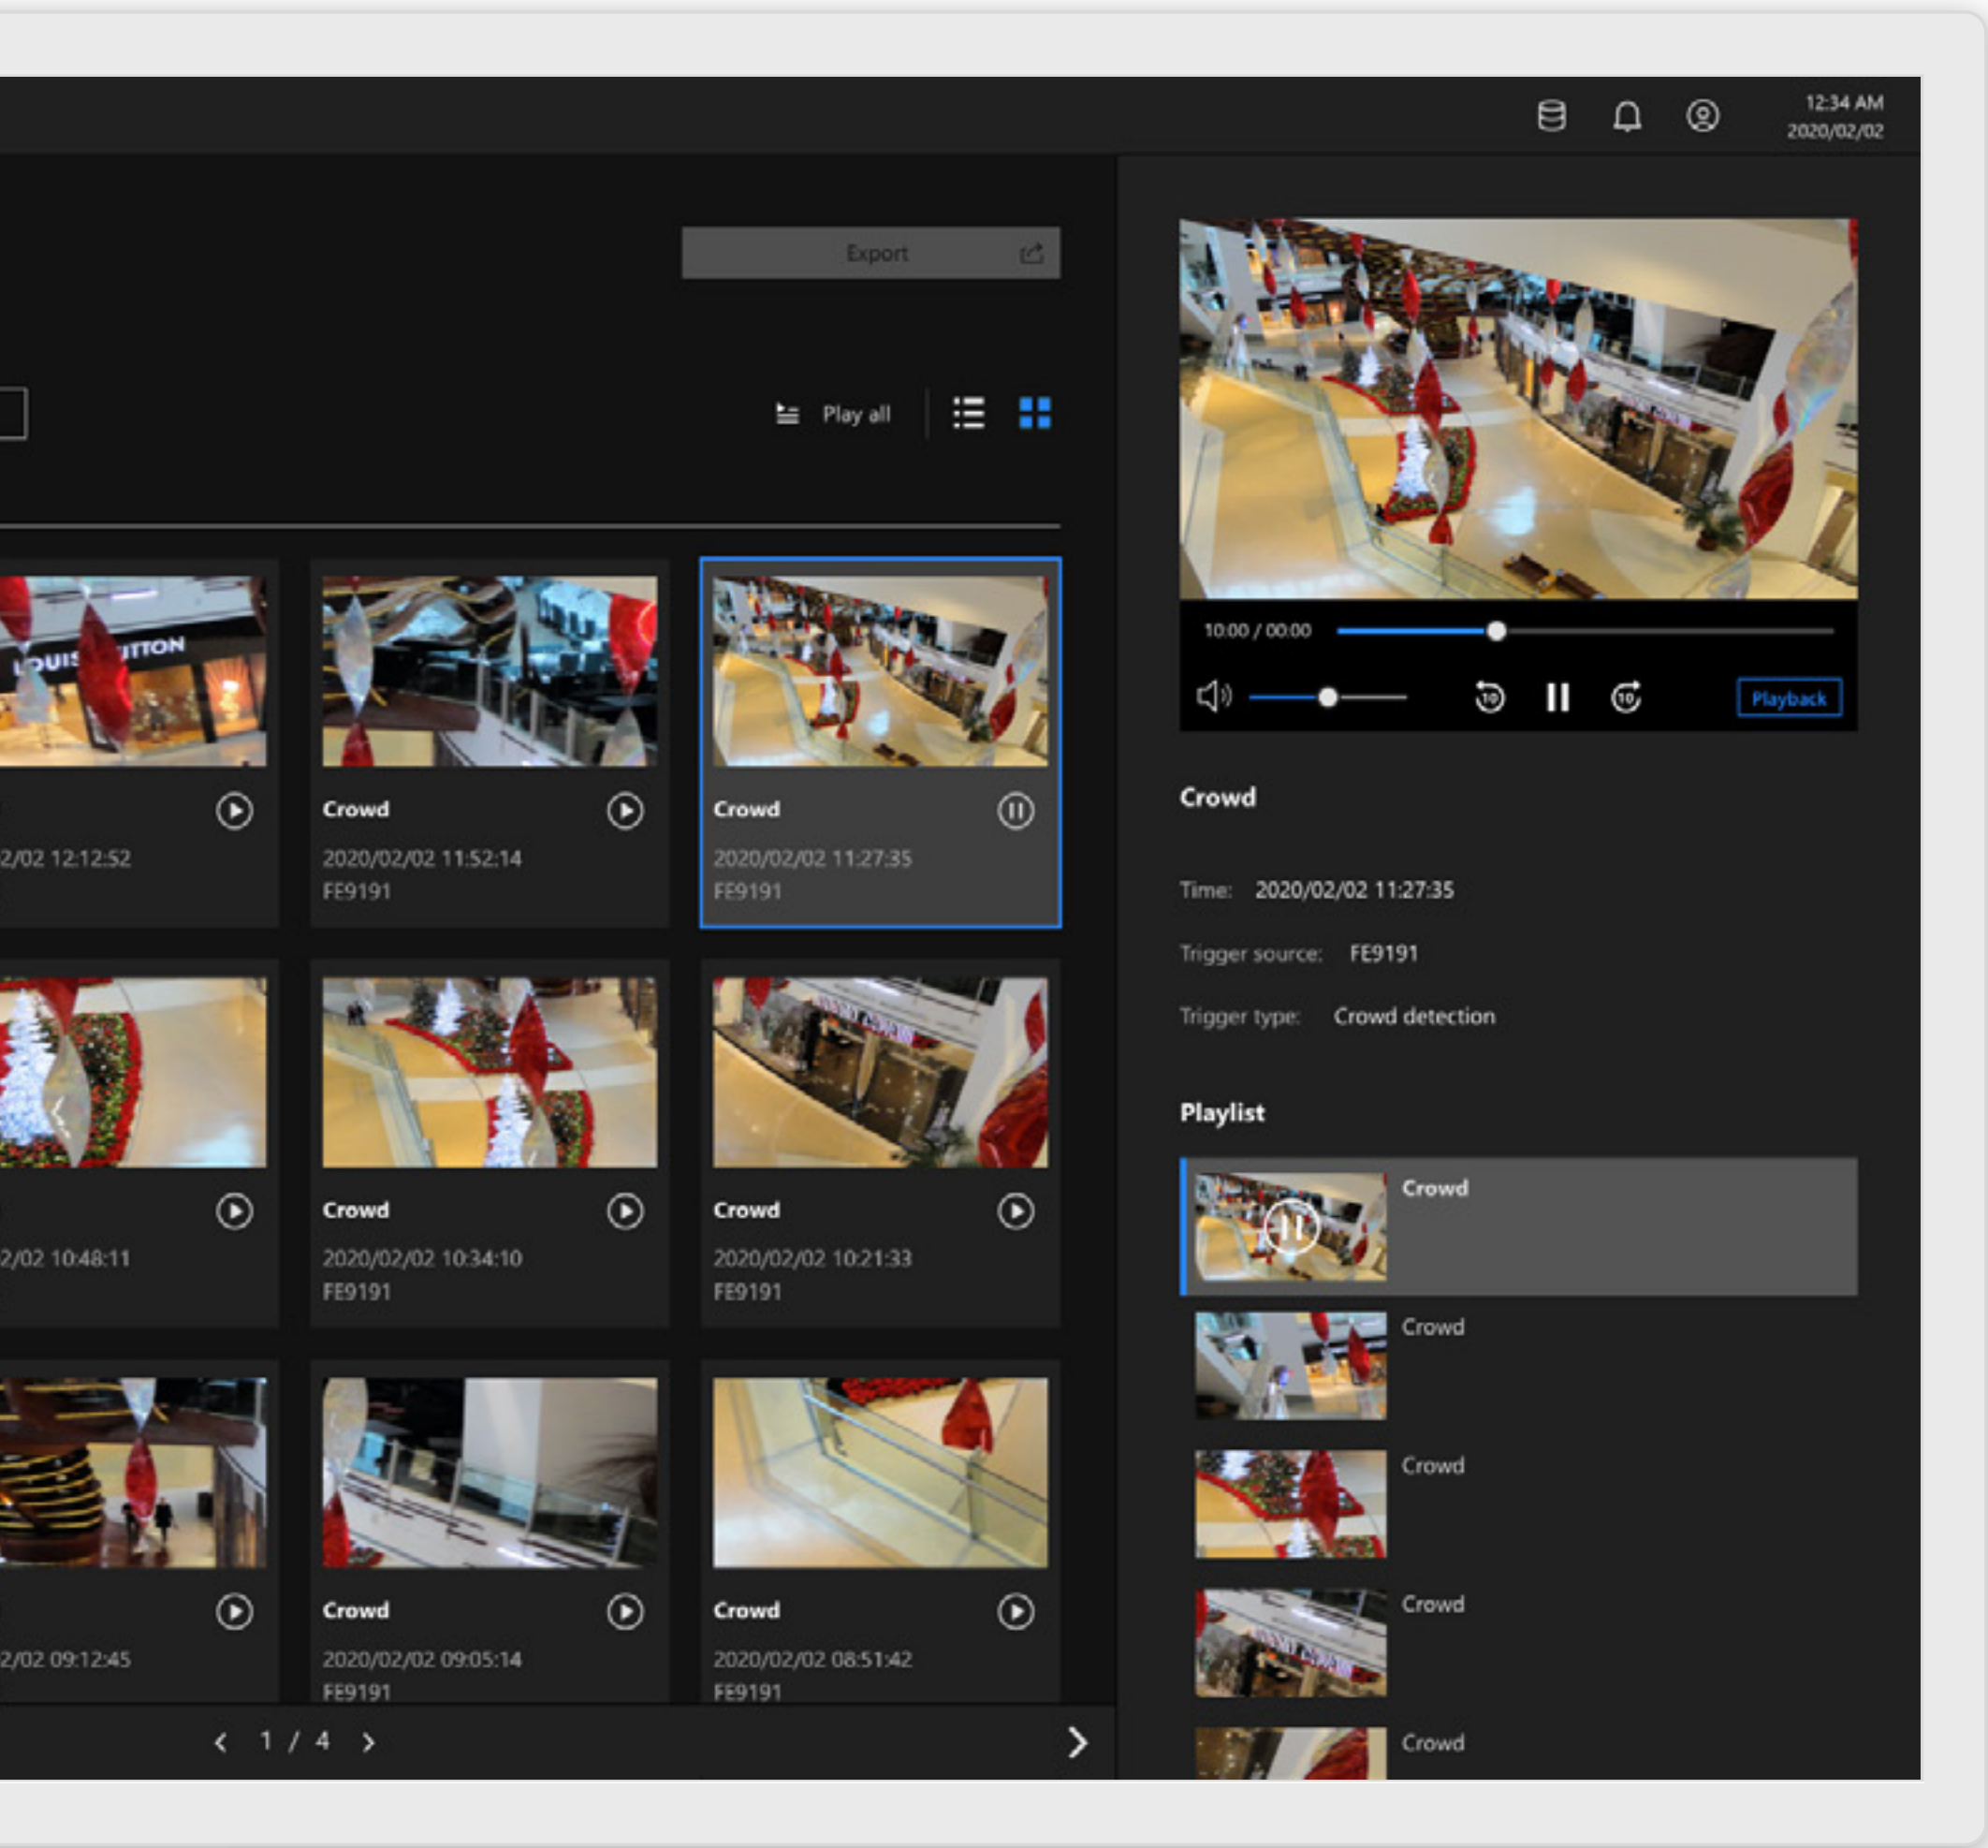 12:34 AM
2020/02/02
Export
Play all
10:00 / 00:00
10
10
Playback
2/02 12:12:52
Crowd
2020/02/02 11:52:14
FE9191
Crowd
2020/02/02 11:27:35
FE9191
Crowd
Time: 2020/02/02 11:27:35
Trigger source: FE9191
Trigger type: Crowd detection
2/02 10:48:11
Crowd
2020/02/02 10:34:10
FE9191
Crowd
2020/02/02 10:21:33
FE9191
Playlist
Crowd
Crowd
Crowd
Crowd
Crowd
2/02 09:12:45
Crowd
2020/02/02 09:05:14
FE9191
Crowd
2020/02/02 08:51:42
FE9191
1 / 4